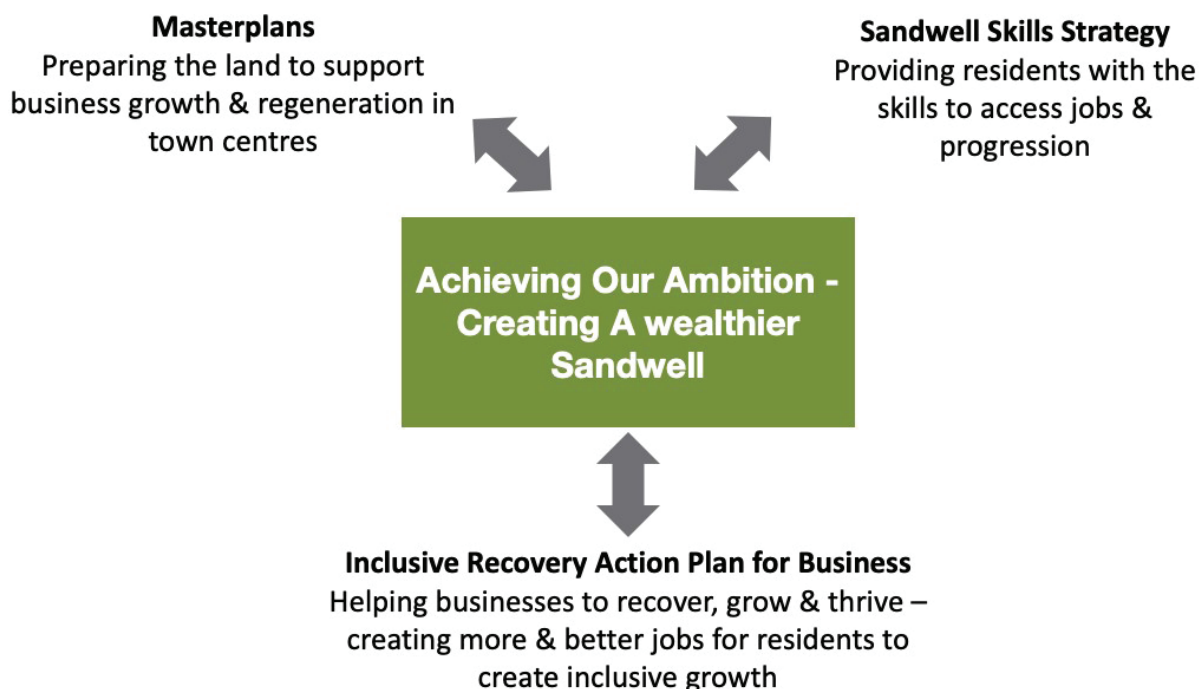 Masterplans
Preparing the land to support
business growth & regeneration in
town centres
Sandwell Skills Strategy
Providing residents with the
skills to access jobs &
progression
Achieving Our Ambition -
Creating A wealthier
Sandwell
Inclusive Recovery Action Plan for Business
Helping businesses to recover, grow & thrive –
creating more & better jobs for residents to
create inclusive growth